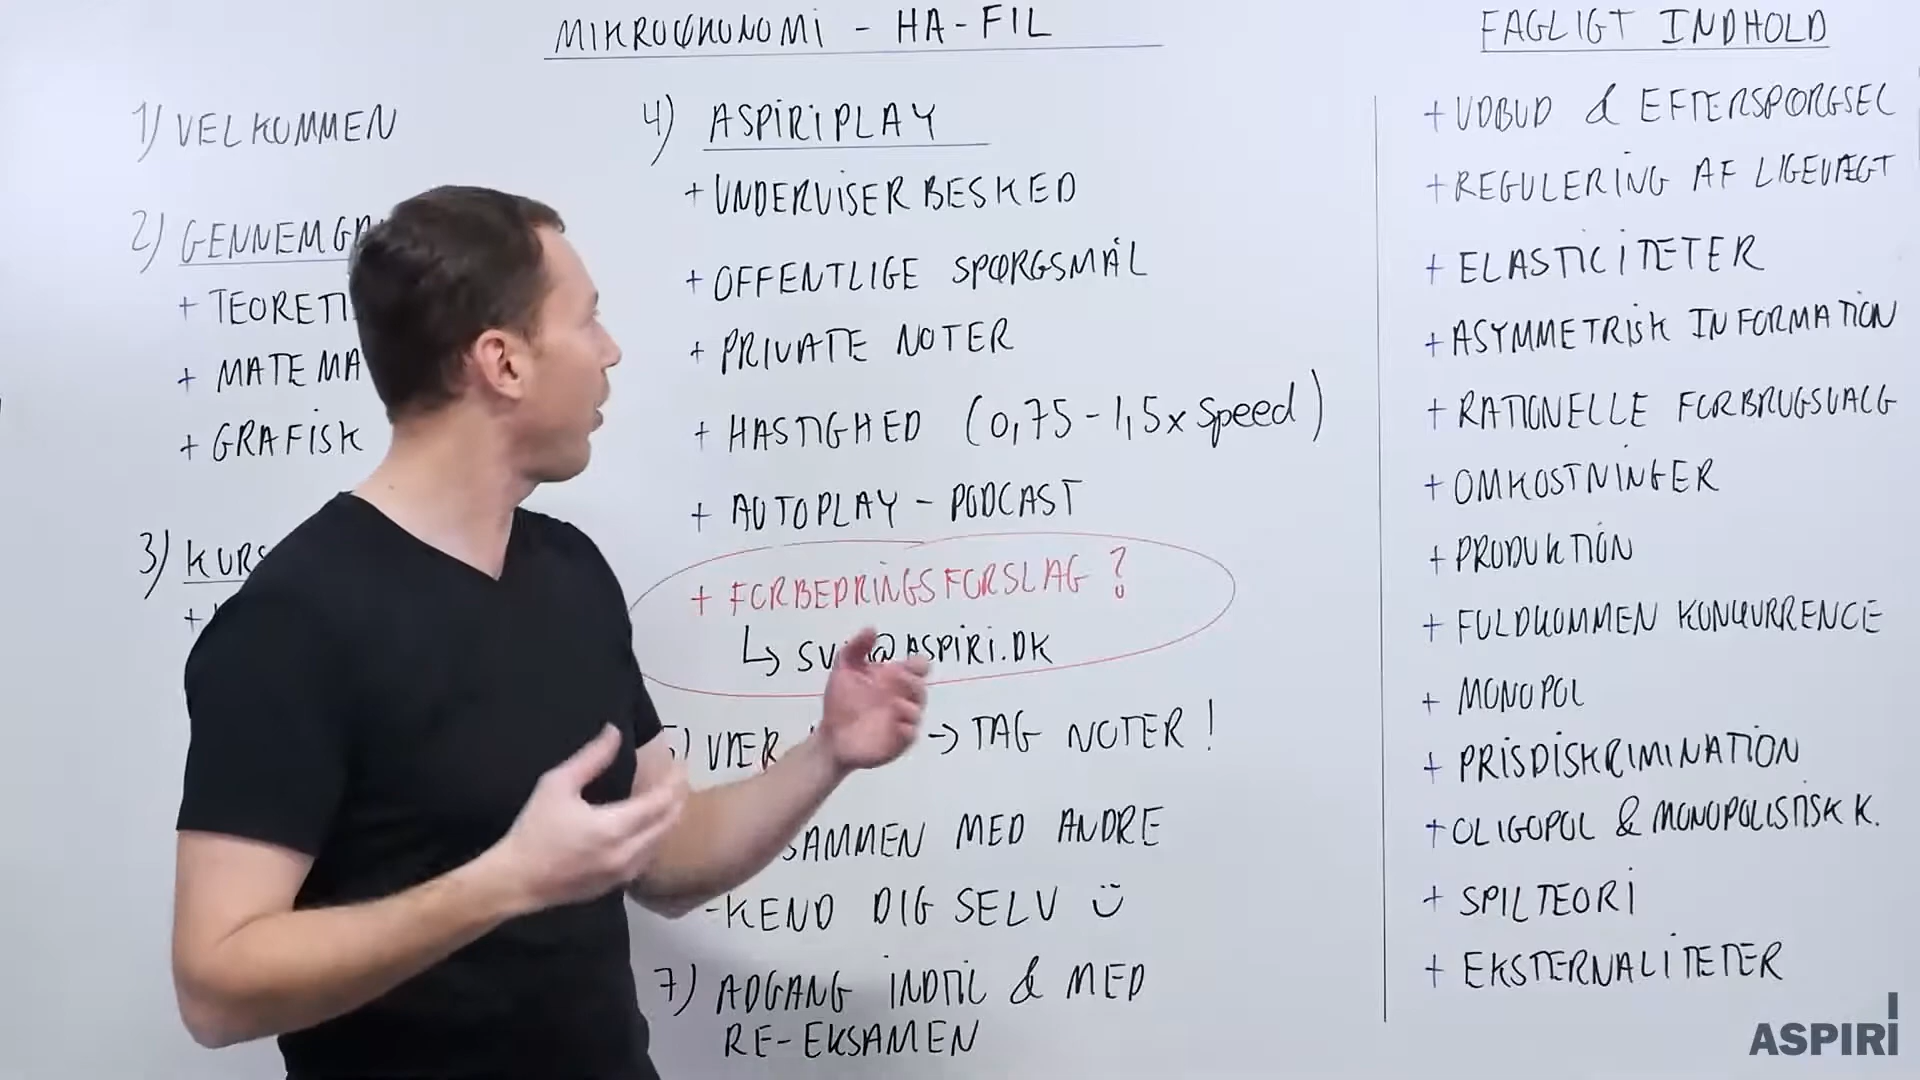 MIKROØKONOMI - HA-FIL
1) VELKOMMEN
2) GENNEMG
+ TEORETI
+ MATEMA
+ GRAFISK
3) KURS
+
4) ASPIRIPLAY
+ UNDERVISER BESKED
+ OFFENTLIGE SPØRGSMÅL
+ PRIVATE NOTER
+ HASTIGHED (0,75 - 1,5x Speed)
+ AUTOPLAY - PODCAST
+ FORBEDRINGSFORSLAG ?
↳ SV @ASPIRI.DK
) VÆR → TAG NOTER !
SAMMEN MED ANDRE
- KEND DIG SELV Ü
7) ADGANG INDTIL & MED
RE-EKSAMEN
FAGLIGT INDHOLD
+ UDBUD & EFTERSPØRGSEL
+ REGULERING AF LIGEVÆGT
+ ELASTICITETER
+ ASYMMETRISK INFORMATION
+ RATIONELLE FORBRUGSVALG
+ OMKOSTNINGER
+ PRODUKTION
+ FULDKOMMEN KONKURRENCE
+ MONOPOL
+ PRISDISKRIMINATION
+ OLIGOPOL & MONOPOLISTISK K.
+ SPILTEORI
+ EKSTERNALITETER
ASPIRI